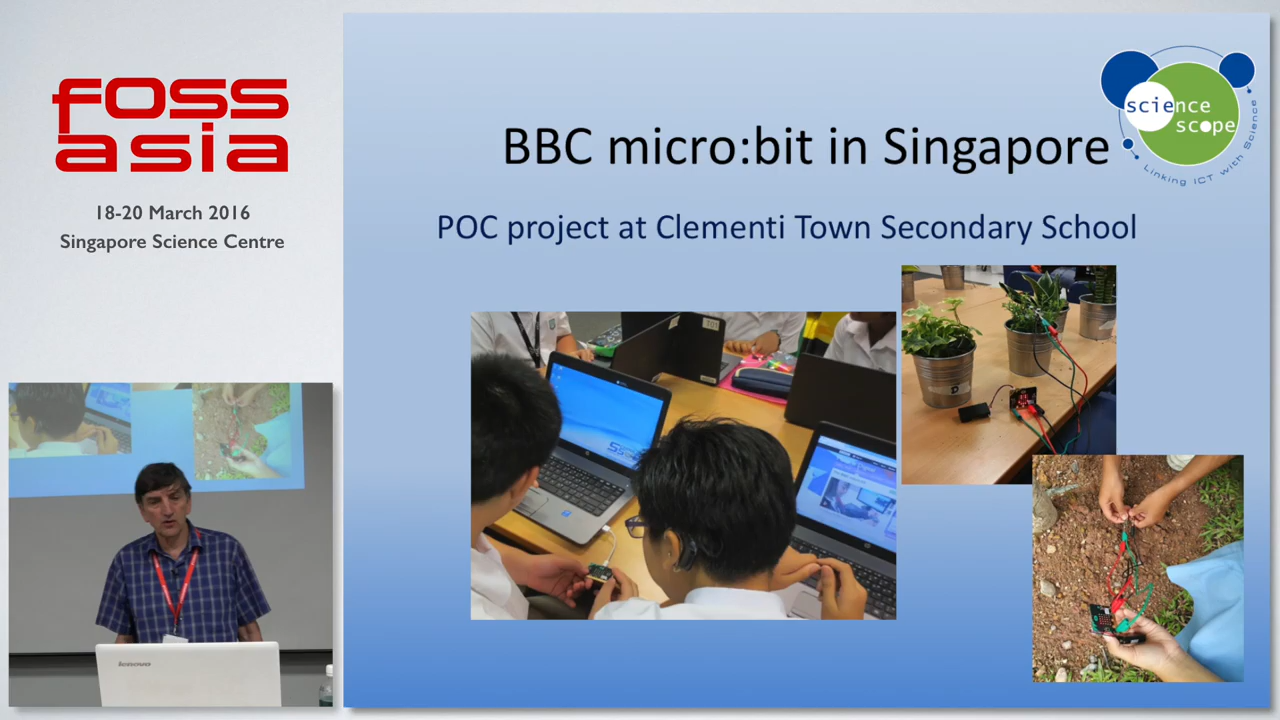 foss
asia
18-20 March 2016
Singapore Science Centre
BBC micro:bit in Singapore
science
scope
Linking ICT with Science
POC project at Clementi Town Secondary School
lenovo